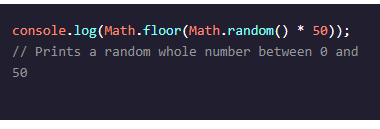 console.log(Math.floor(Math.random() * 50));
// Prints a random whole number between 0 and
50